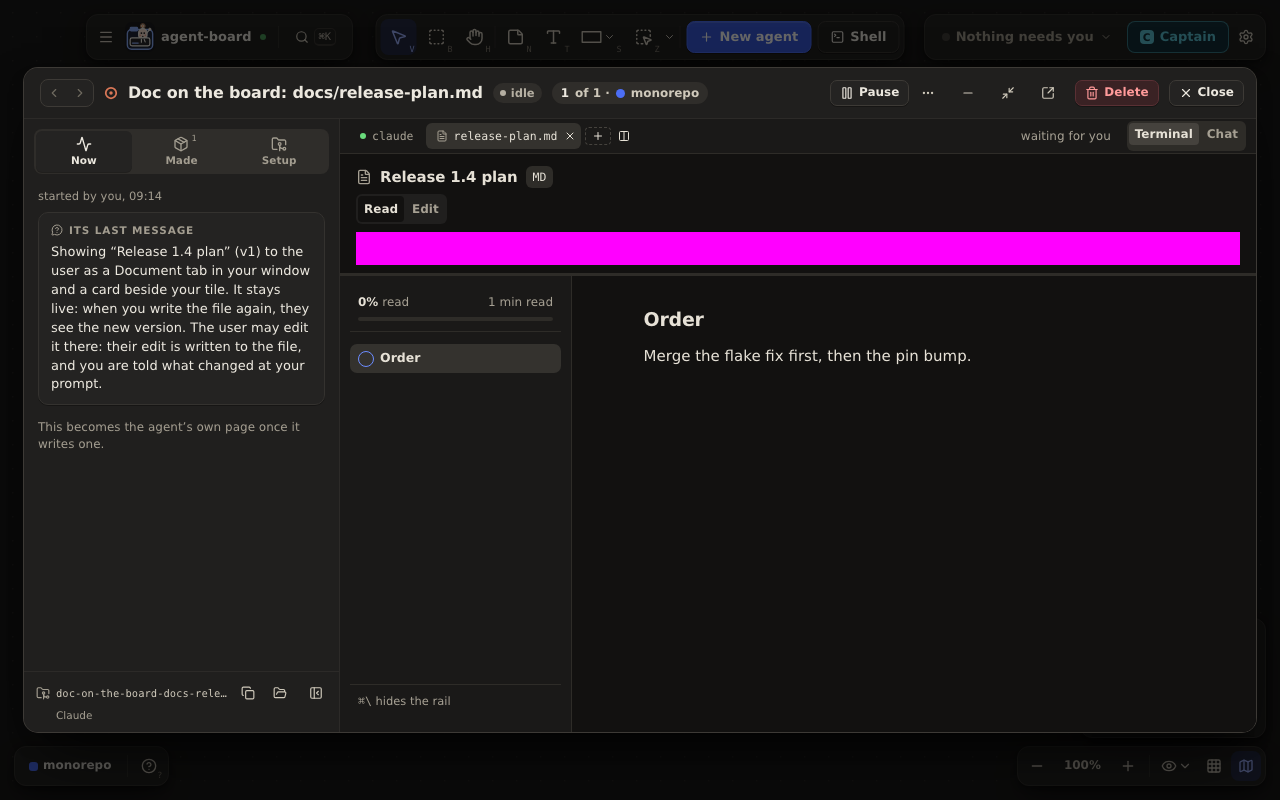 agent-board
⌘K
V
B
H
N
T
S
Z
New agent
Shell
Nothing needs you
Captain
Doc on the board: docs/release-plan.md
idle
1 of 1 · monorepo
Pause
Delete
Close
Now
Made
1
Setup
claude
release-plan.md
waiting for you
Terminal
Chat
started by you, 09:14
ITS LAST MESSAGE
Showing “Release 1.4 plan” (v1) to the
user as a Document tab in your window
and a card beside your tile. It stays
live: when you write the file again, they
see the new version. The user may edit
it there: their edit is written to the file,
and you are told what changed at your
prompt.
This becomes the agent’s own page once it
writes one.
Release 1.4 plan
MD
Read
Edit
0% read
1 min read
Order
Order
Merge the flake fix first, then the pin bump.
⌘\ hides the rail
doc-on-the-board-docs-rele…
Claude
monorepo
?
100%